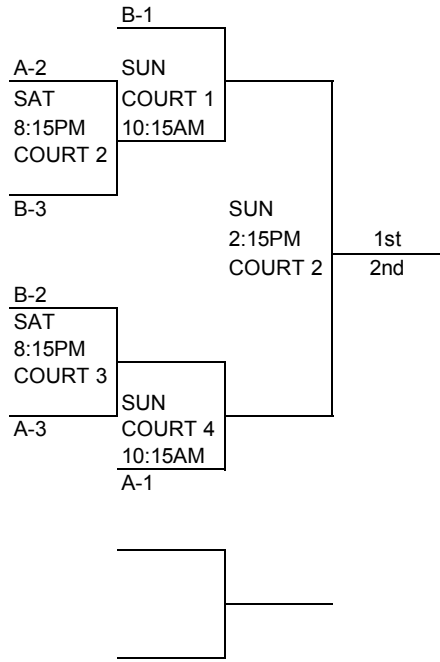 B-1
A-2
SUN
SAT
COURT 1
8:15PM
10:15AM
COURT 2
B-3
SUN
2:15PM
1st
COURT 2
2nd
B-2
SAT
8:15PM
COURT 3
SUN
A-3
COURT 4
10:15AM
A-1